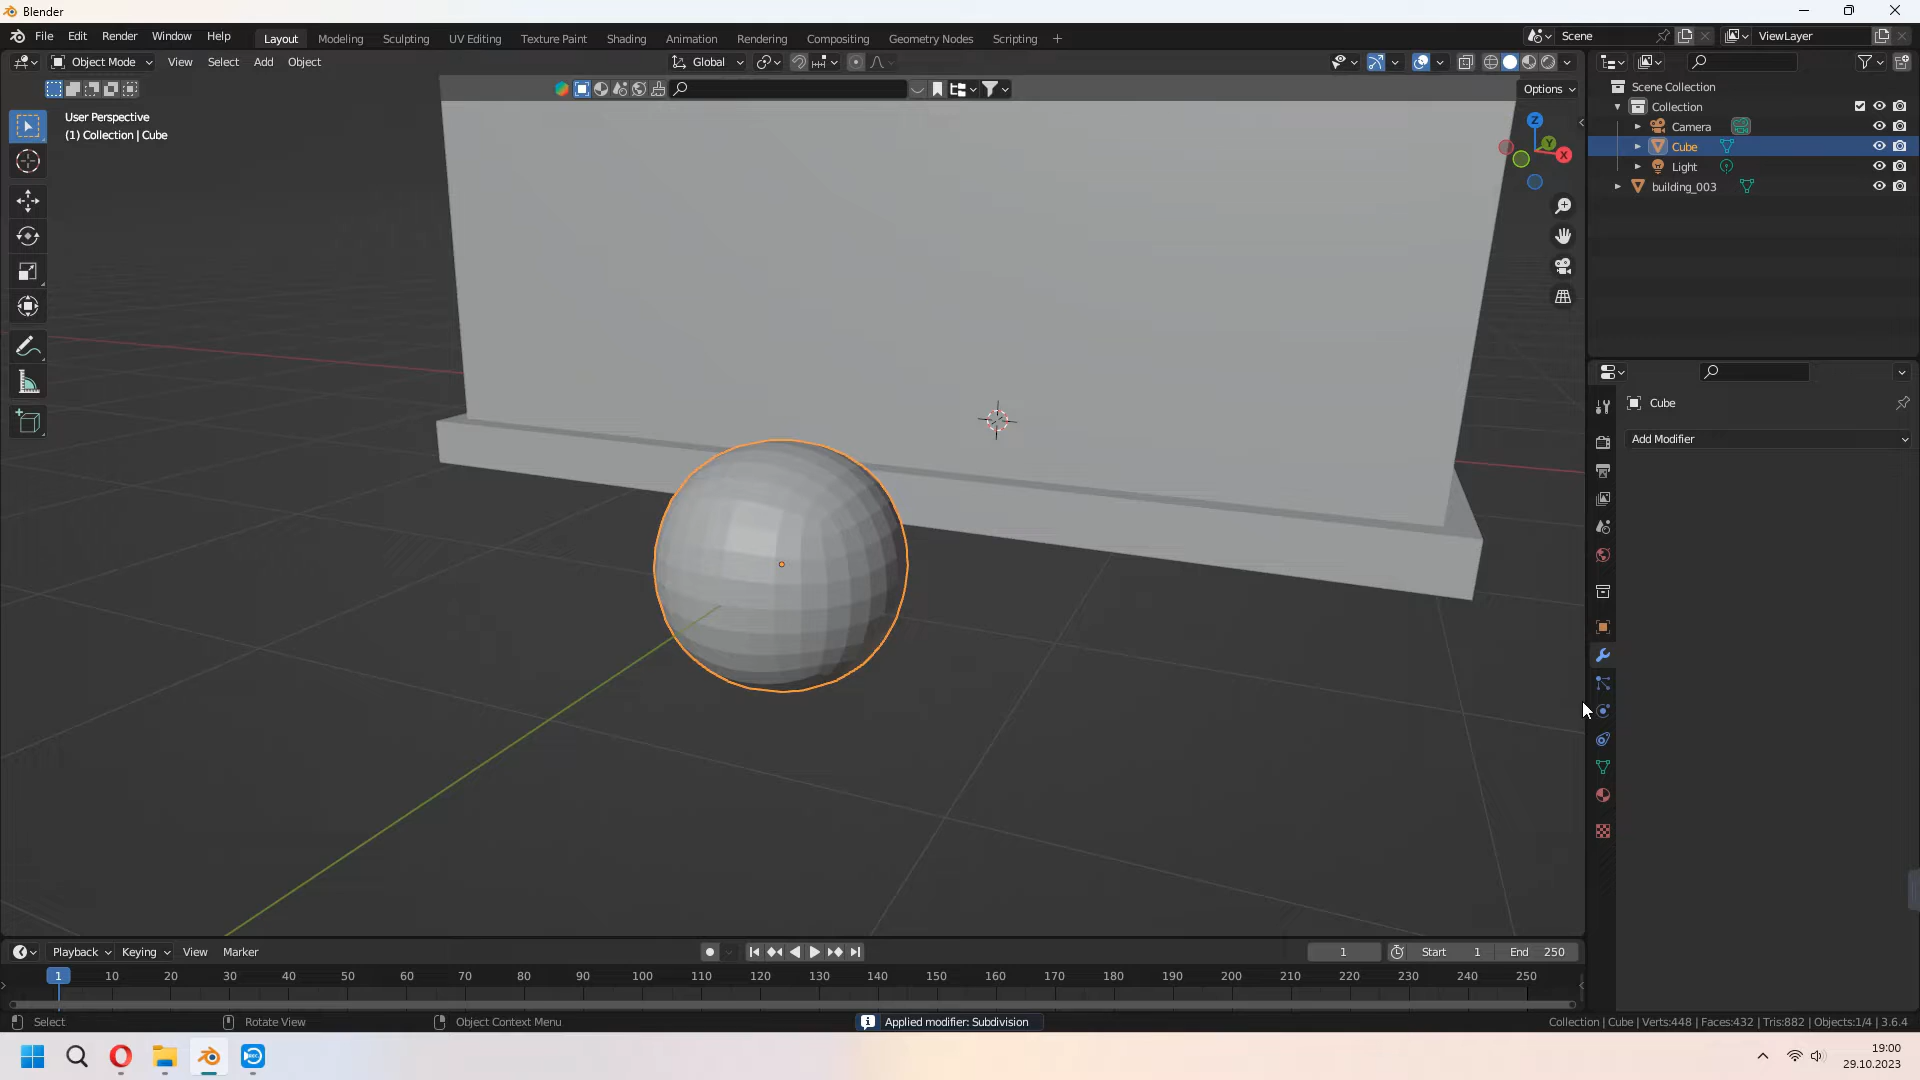 Blender
File Edit Render Window Help Layout Modeling Sculpting UV Editing Texture Paint Shading Animation Rendering Compositing Geometry Nodes Scripting + Scene ViewLayer
Object Mode View Select Add Object Global
Options
User Perspective
(1) Collection | Cube
Z
Y
X
Scene Collection
Collection
Camera
Cube
Light
building_003
Cube
Add Modifier
Playback Keying View Marker 1 Start 1 End 250
1 10 20 30 40 50 60 70 80 90 100 110 120 130 140 150 160 170 180 190 200 210 220 230 240 250
Select Rotate View Object Context Menu Applied modifier: Subdivision Collection | Cube | Verts:448 | Faces:432 | Tris:882 | Objects:1/4 | 3.6.4
19:00
29.10.2023